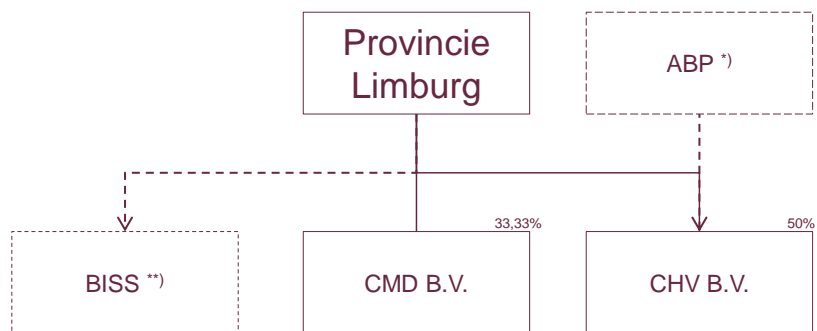 Provincie
Limburg
ABP *)
33,33%
50%
BISS **)
CMD B.V.
CHV B.V.